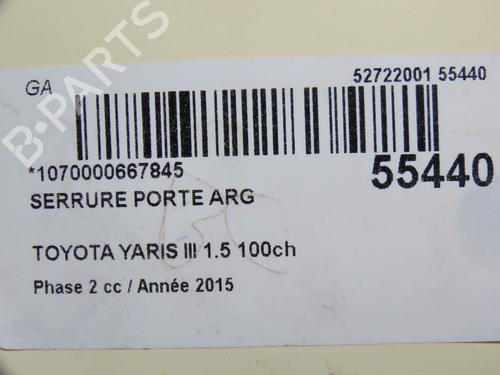 GA
52722001 55440
*1070000667845
55440
SERRURE PORTE ARG
TOYOTA YARIS III 1.5 100ch
Phase 2 cc / Année 2015
B-PARTS